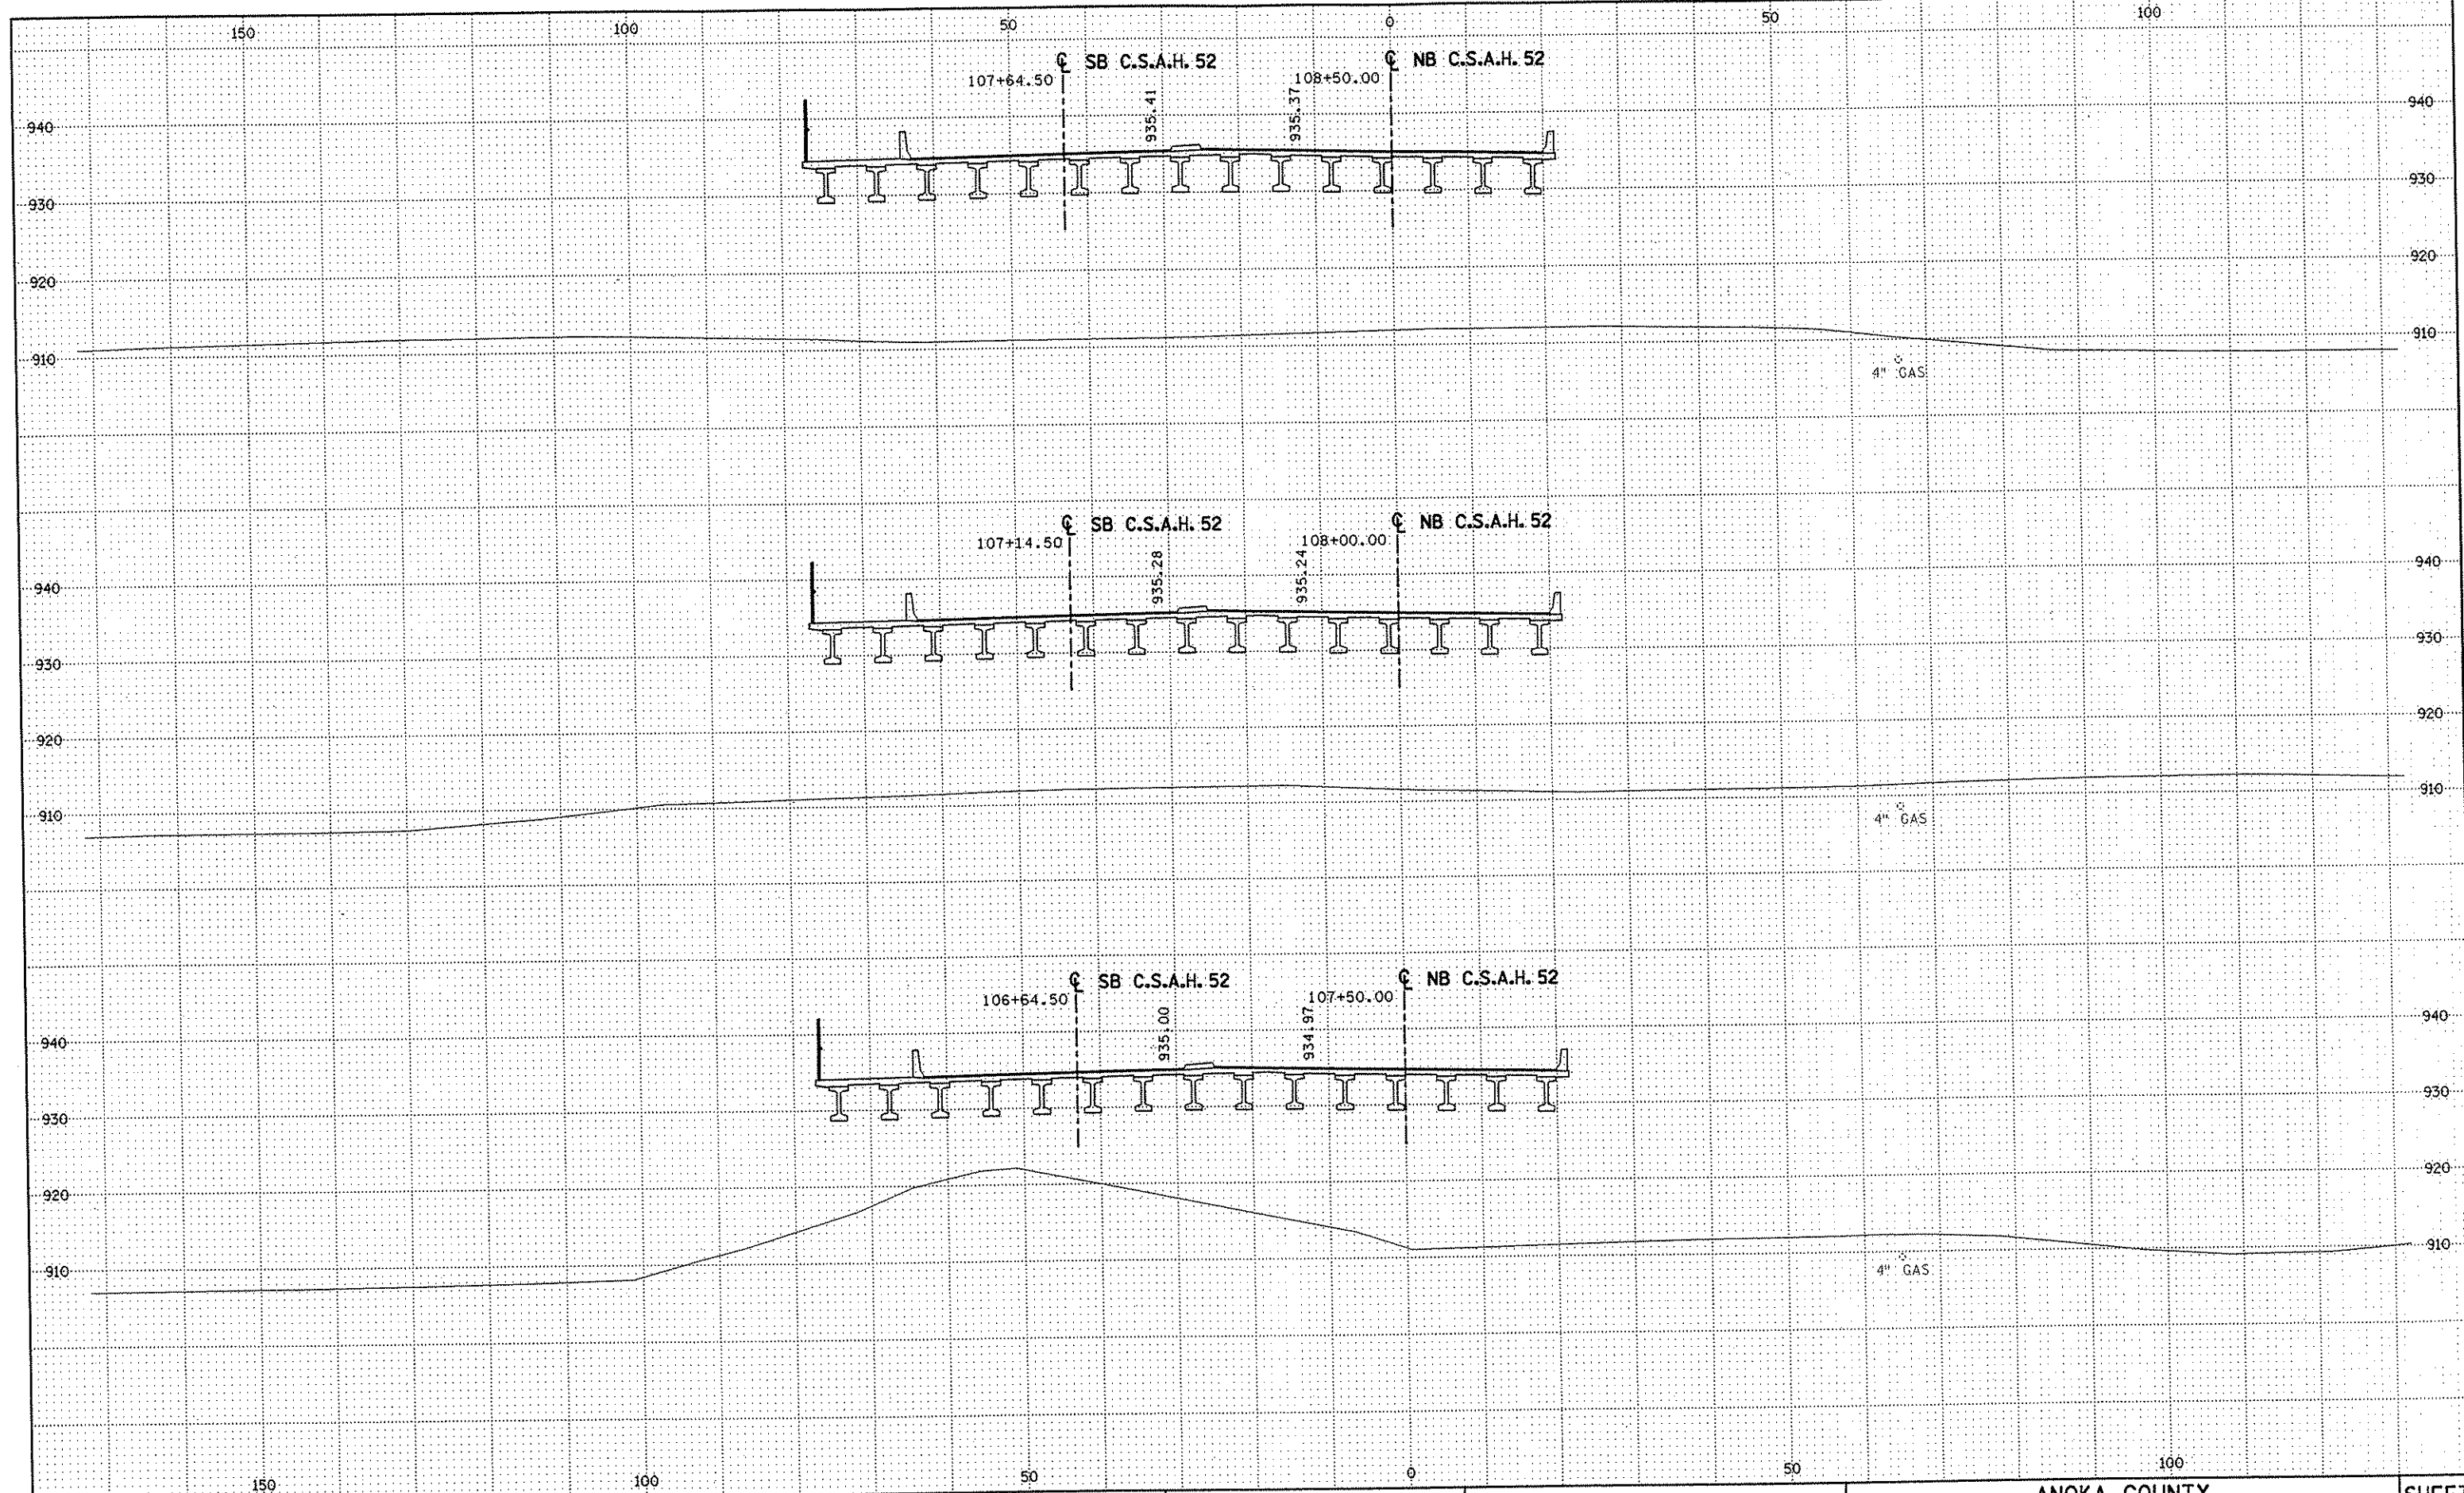 150 100 50 0 50 100
℄ SB C.S.A.H. 52 ℄ NB C.S.A.H. 52
107+64.50 108+50.00
935.41 935.37
940 940
930 930
920 920
910 910
4" GAS
℄ SB C.S.A.H. 52 ℄ NB C.S.A.H. 52
107+14.50 108+00.00
935.28 935.24
940 940
930 930
920 920
910 910
4" GAS
℄ SB C.S.A.H. 52 ℄ NB C.S.A.H. 52
106+64.50 107+50.00
935.00 934.97
940 940
930 930
920 920
910 910
4" GAS
150 100 50 0 50 100
ANOKA COUNTY SHEE